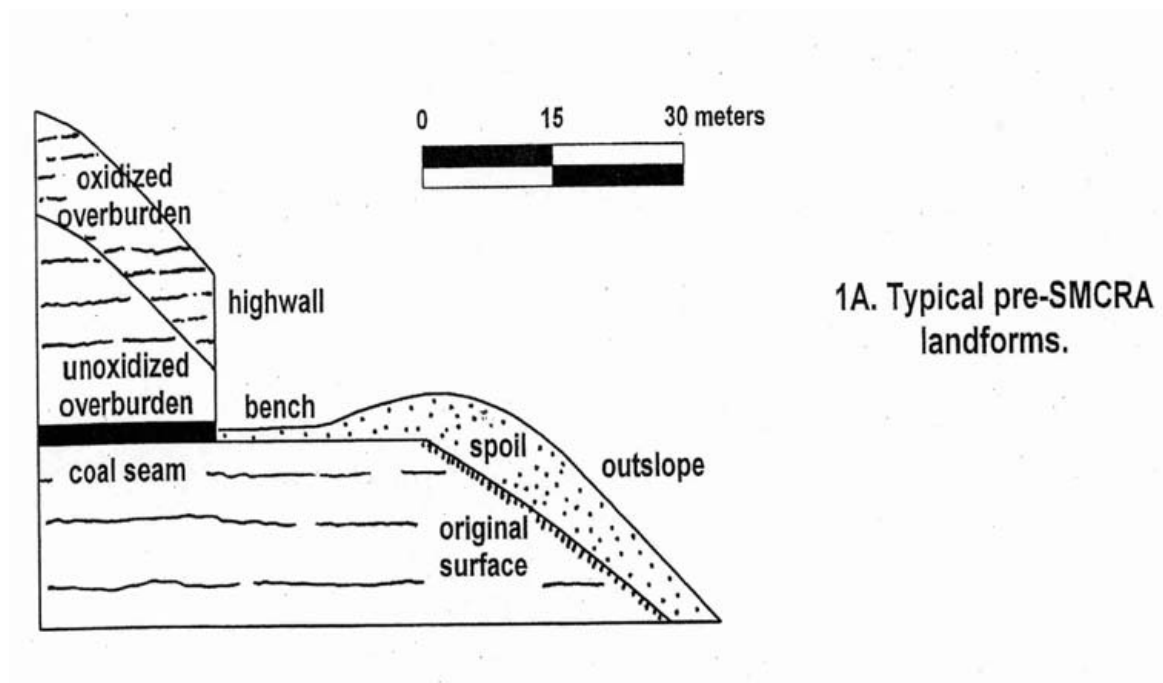 0 15 30 meters
oxidized
overburden
highwall
1A. Typical pre-SMCRA
landforms.
unoxidized
overburden
bench
coal seam
spoil
outslope
original
surface